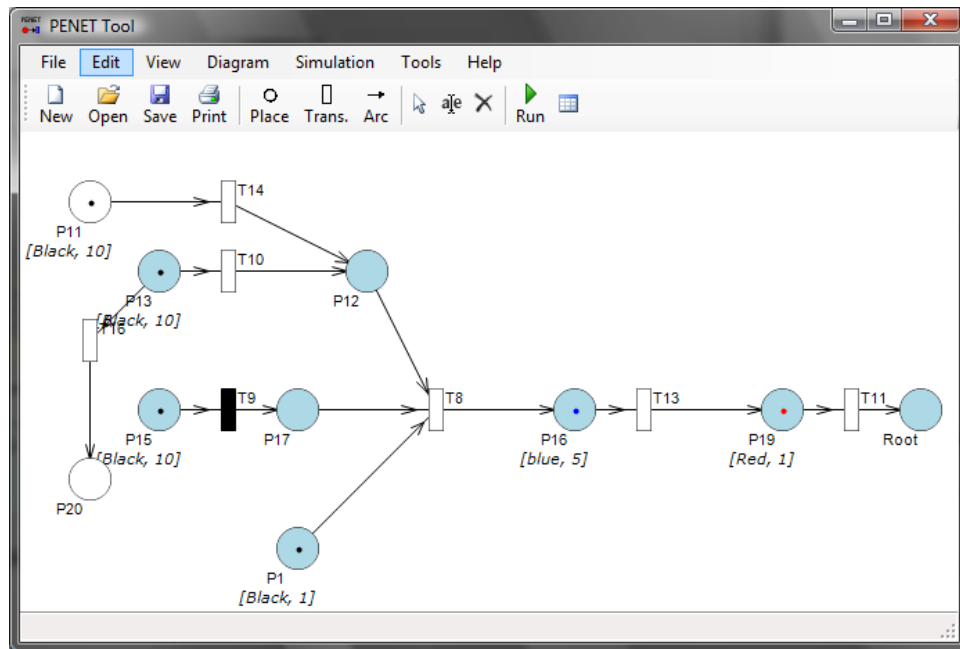 PENET Tool
File Edit View Diagram Simulation Tools Help
New Open Save Print Place Trans. Arc a|e Run
T14
P11
[Black, 10]
T10
P13
P12
[Black, 10]
T16
T9
T8
T13
T11
P15
P17
P16
P19
Root
[Black, 10]
[blue, 5]
[Red, 1]
P20
P1
[Black, 1]